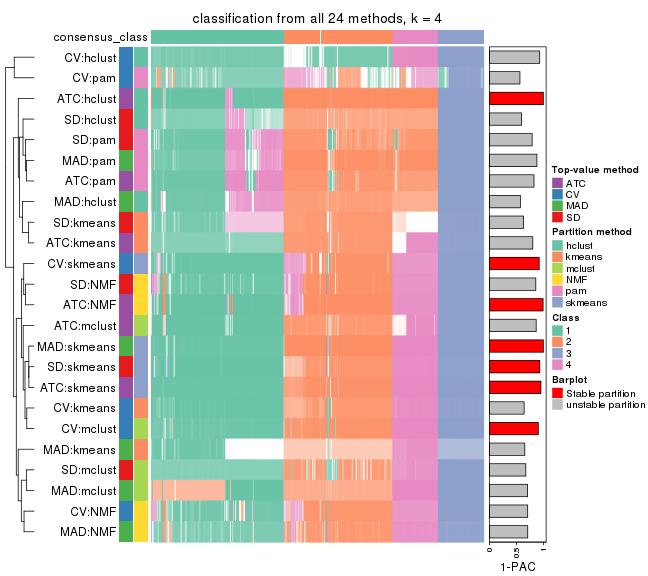 classification from all 24 methods, k = 4
consensus_class
CV:hclust
CV:pam
ATC:hclust
SD:hclust
SD:pam
MAD:pam
ATC:pam
MAD:hclust
SD:kmeans
ATC:kmeans
CV:skmeans
SD:NMF
ATC:NMF
ATC:mclust
MAD:skmeans
SD:skmeans
ATC:skmeans
CV:kmeans
CV:mclust
MAD:kmeans
SD:mclust
MAD:mclust
CV:NMF
MAD:NMF
0
0.5
1
1-PAC
Top-value method
ATC
CV
MAD
SD
Partition method
hclust
kmeans
mclust
NMF
pam
skmeans
Class
1
2
3
4
Barplot
Stable partition
unstable partition